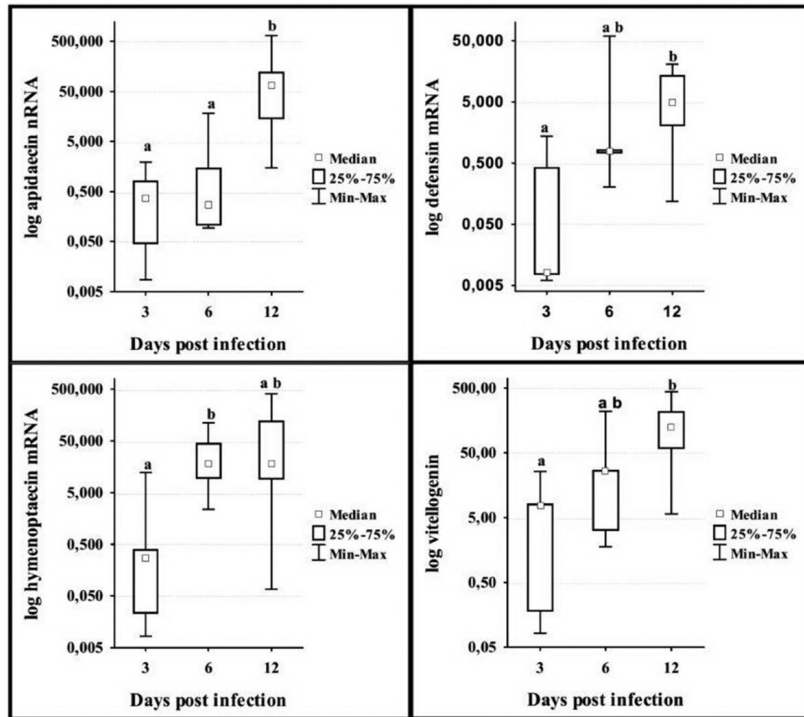 log apidaecin nRNA
500,000
50,000
5,000
0,500
0,050
0,005
a
a
b
3
6
12
Days post infection
Median
25%-75%
Min-Max
log defensin mRNA
50,000
5,000
0,500
0,050
0,005
a
a b
b
3
6
12
Days post infection
Median
25%-75%
Min-Max
log hymenoptaecin mRNA
500,000
50,000
5,000
0,500
0,050
0,005
a
b
a b
3
6
12
Days post infection
Median
25%-75%
Min-Max
log vitellogenin
500,00
50,00
5,00
0,50
0,05
a
a b
b
3
6
12
Days post infection
Median
25%-75%
Min-Max